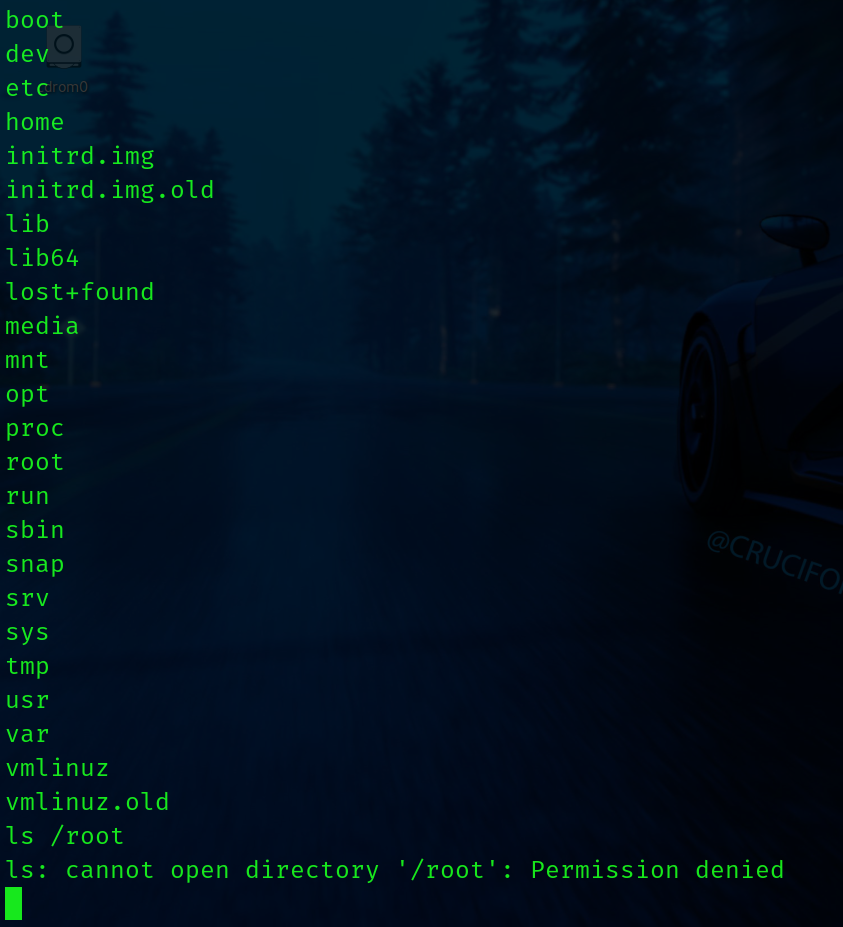 boot
dev
etc
drom0
home
initrd.img
initrd.img.old
lib
lib64
lost+found
media
mnt
opt
proc
root
run
sbin
snap
srv
sys
tmp
usr
var
vmlinuz
vmlinuz.old
ls /root
ls: cannot open directory '/root': Permission denied